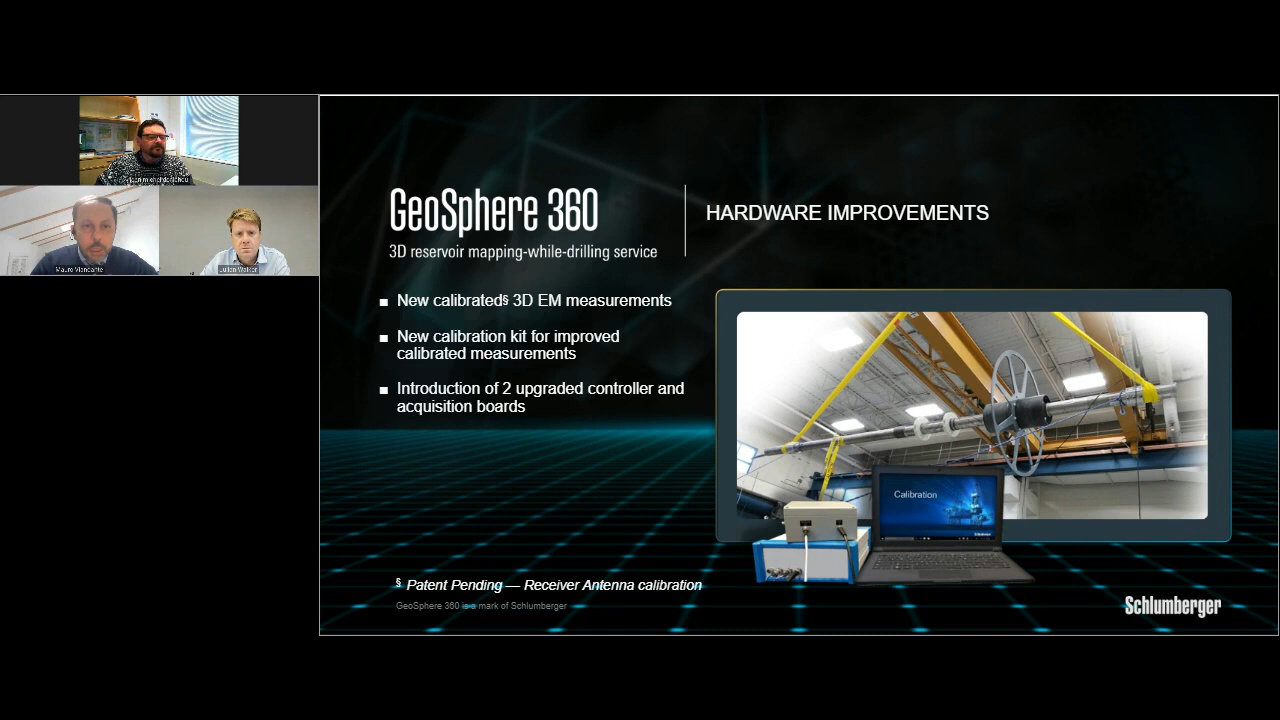 Mauro Viandante
Julian Walker
GeoSphere 360
3D reservoir mapping-while-drilling service
HARDWARE IMPROVEMENTS
■ New calibrated§ 3D EM measurements
■ New calibration kit for improved
calibrated measurements
■ Introduction of 2 upgraded controller and
acquisition boards
Calibration
§ Patent Pending — Receiver Antenna calibration
GeoSphere 360 is a mark of Schlumberger
Schlumberger